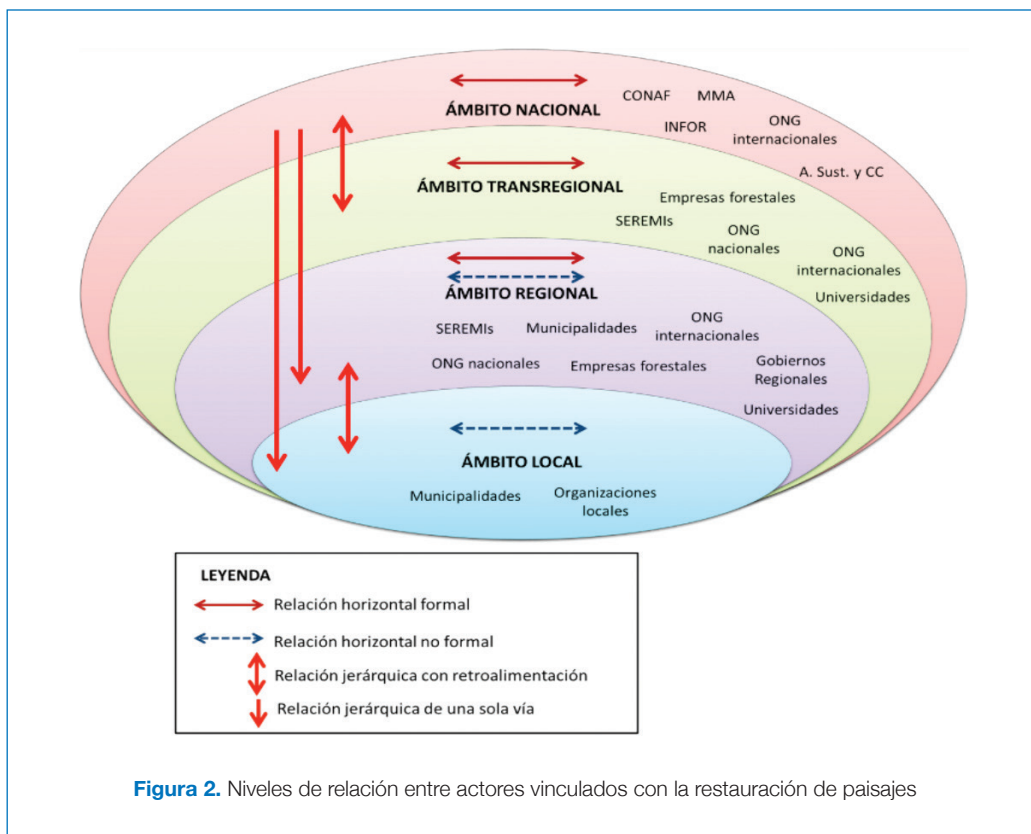 ÁMBITO NACIONAL
CONAF
MMA
INFOR
ONG
internacionales
A. Sust. y CC
ÁMBITO TRANSREGIONAL
Empresas forestales
SEREMIs
ONG
nacionales
ONG
internacionales
Universidades
ÁMBITO REGIONAL
SEREMIs
Municipalidades
ONG
internacionales
ONG nacionales
Empresas forestales
Gobiernos
Regionales
Universidades
ÁMBITO LOCAL
Municipalidades
Organizaciones
locales
LEYENDA
Relación horizontal formal
Relación horizontal no formal
Relación jerárquica con retroalimentación
Relación jerárquica de una sola vía
Figura 2. Niveles de relación entre actores vinculados con la restauración de paisajes